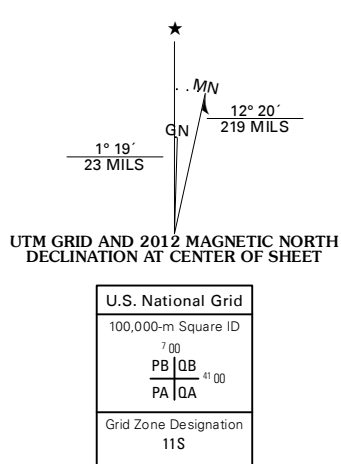 ★
MN
GN
12° 20´
219 MILS
1° 19´
23 MILS
UTM GRID AND 2012 MAGNETIC NORTH
DECLINATION AT CENTER OF SHEET
U.S. National Grid
100,000-m Square ID
7 00
PB QB
41 00
PA QA
Grid Zone Designation
11S